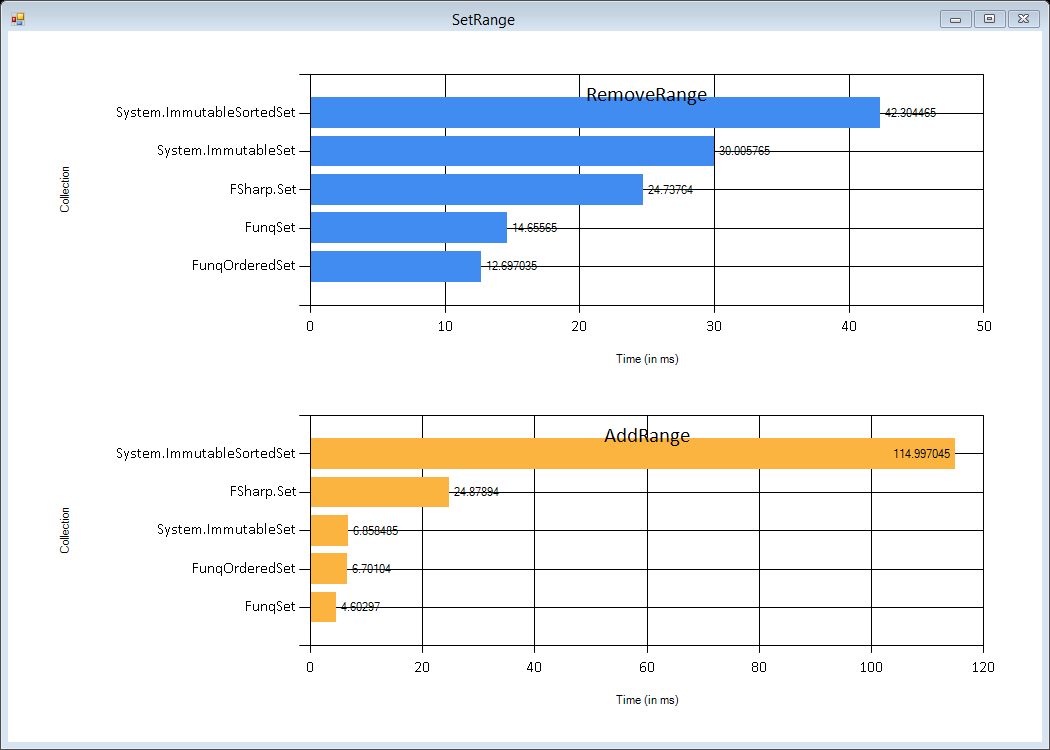 SetRange
RemoveRange
System.ImmutableSortedSet
42.304465
System.ImmutableSet
30.005765
Collection
FSharp.Set
24.73764
FunqSet
14.65565
FunqOrderedSet
12.697035
0 10 20 30 40 50
Time (in ms)
AddRange
System.ImmutableSortedSet
114.997045
FSharp.Set
24.87894
Collection
System.ImmutableSet
6.858485
FunqOrderedSet
6.70104
FunqSet
4.60297
0 20 40 60 80 100 120
Time (in ms)